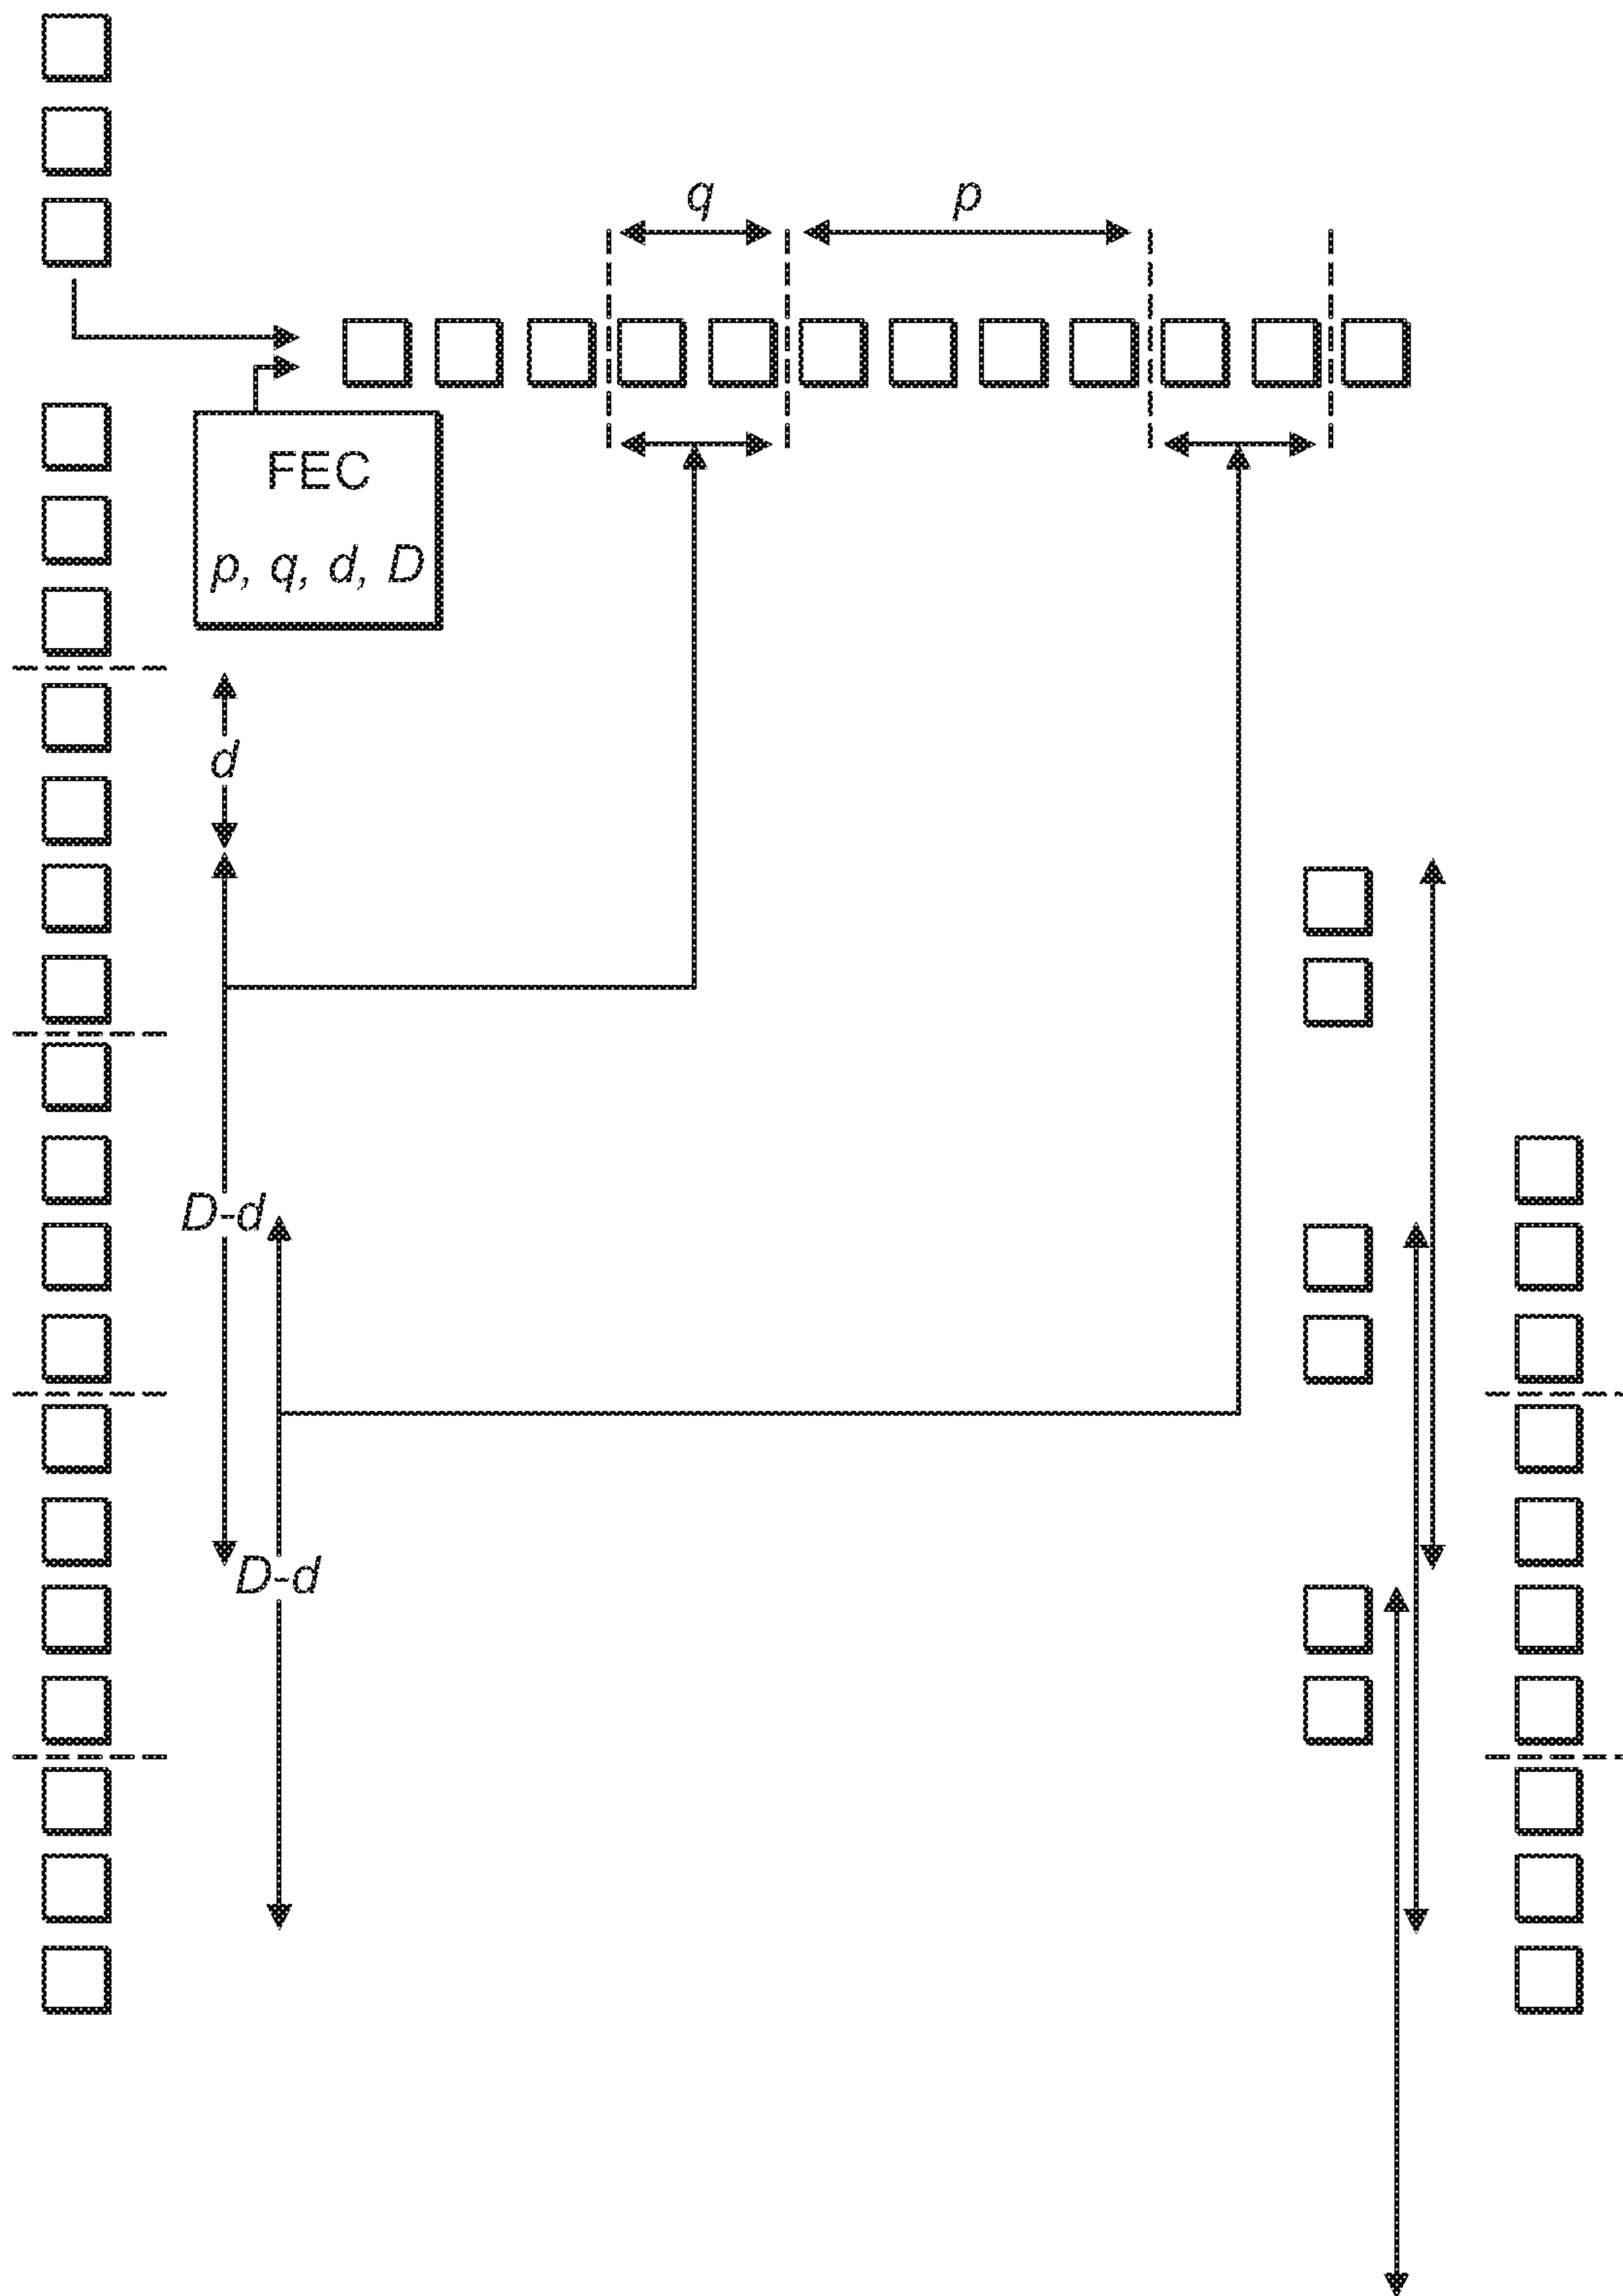 q
p
FEC
p, q, d, D
d
D-d
D-d